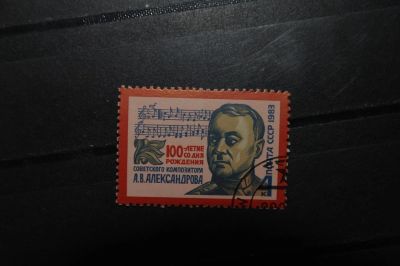 100-ЛЕТИЕ
СО ДНЯ
РОЖДЕНИЯ
СОВЕТСКОГО КОМПОЗИТОРА
А.В.АЛЕКСАНДРОВА
ПОЧТА СССР 1983